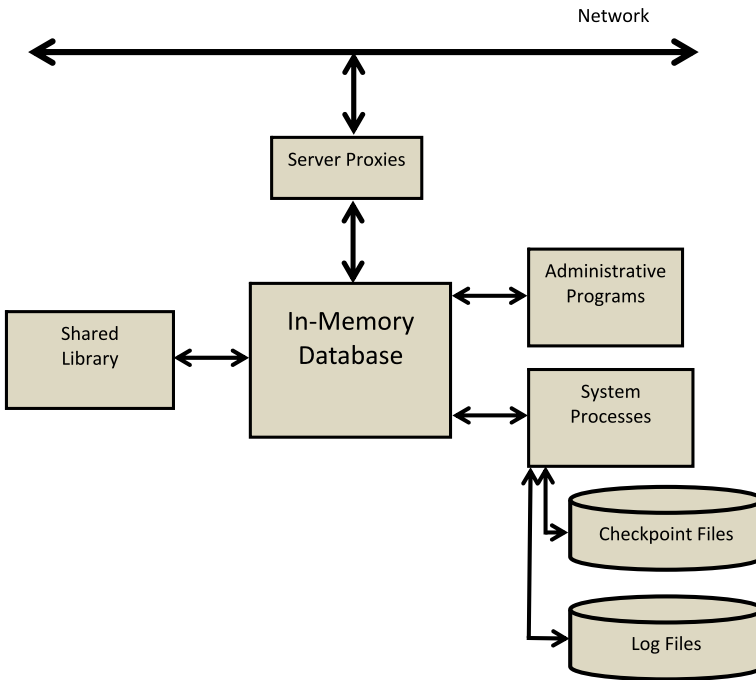 Network
Server Proxies
Administrative
Programs
In-Memory
Database
Shared
Library
System
Processes
Checkpoint Files
Log Files